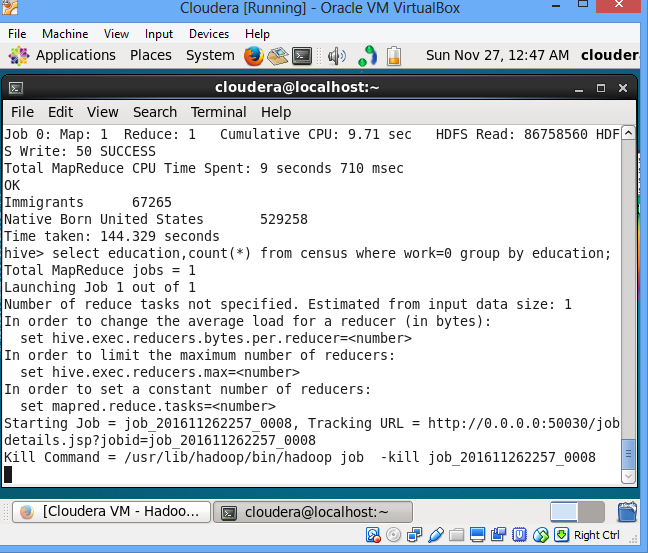 Cloudera [Running] - Oracle VM VirtualBox
File Machine View Input Devices Help
Applications Places System Sun Nov 27, 12:47 AM cloudera
cloudera@localhost:~
File Edit View Search Terminal Help
Job 0: Map: 1  Reduce: 1   Cumulative CPU: 9.71 sec   HDFS Read: 86758560 HDF
S Write: 50 SUCCESS
Total MapReduce CPU Time Spent: 9 seconds 710 msec
OK
Immigrants      67265
Native Born United States       529258
Time taken: 144.329 seconds
hive> select education,count(*) from census where work=0 group by education;
Total MapReduce jobs = 1
Launching Job 1 out of 1
Number of reduce tasks not specified. Estimated from input data size: 1
In order to change the average load for a reducer (in bytes):
  set hive.exec.reducers.bytes.per.reducer=<number>
In order to limit the maximum number of reducers:
  set hive.exec.reducers.max=<number>
In order to set a constant number of reducers:
  set mapred.reduce.tasks=<number>
Starting Job = job_201611262257_0008, Tracking URL = http://0.0.0.0:50030/job
details.jsp?jobid=job_201611262257_0008
Kill Command = /usr/lib/hadoop/bin/hadoop job  -kill job_201611262257_0008
[Cloudera VM - Hadoo... cloudera@localhost:~
Right Ctrl